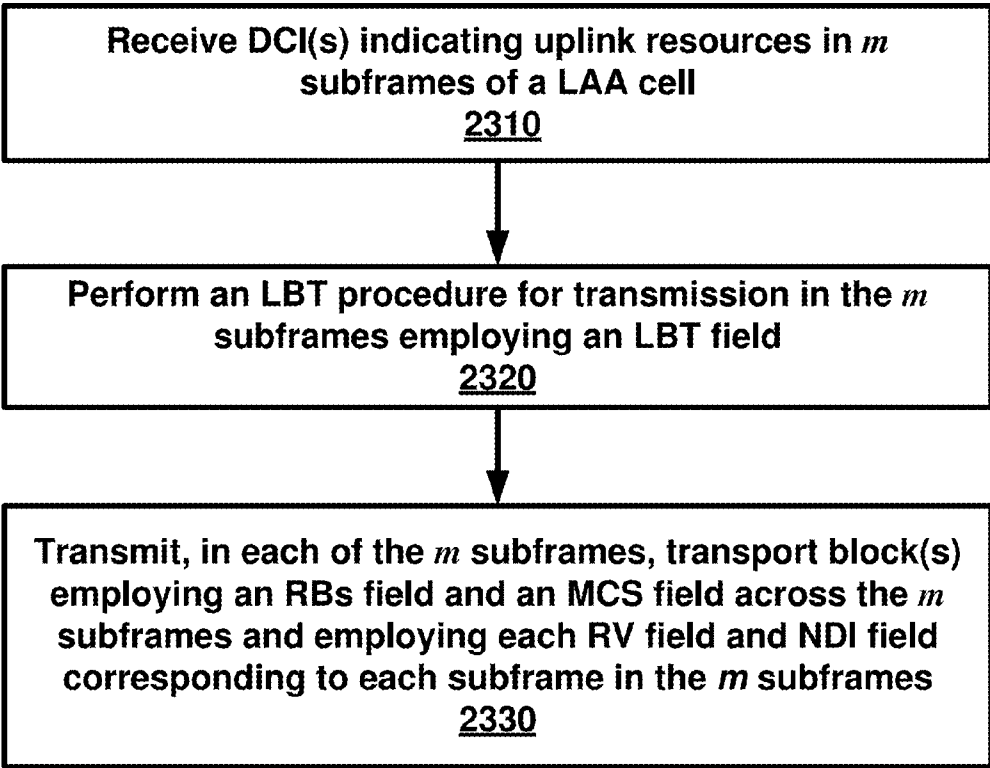 Receive DCI(s) indicating uplink resources in m
subframes of a LAA cell
2310
Perform an LBT procedure for transmission in the m
subframes employing an LBT field
2320
Transmit, in each of the m subframes, transport block(s)
employing an RBs field and an MCS field across the m
subframes and employing each RV field and NDI field
corresponding to each subframe in the m subframes
2330